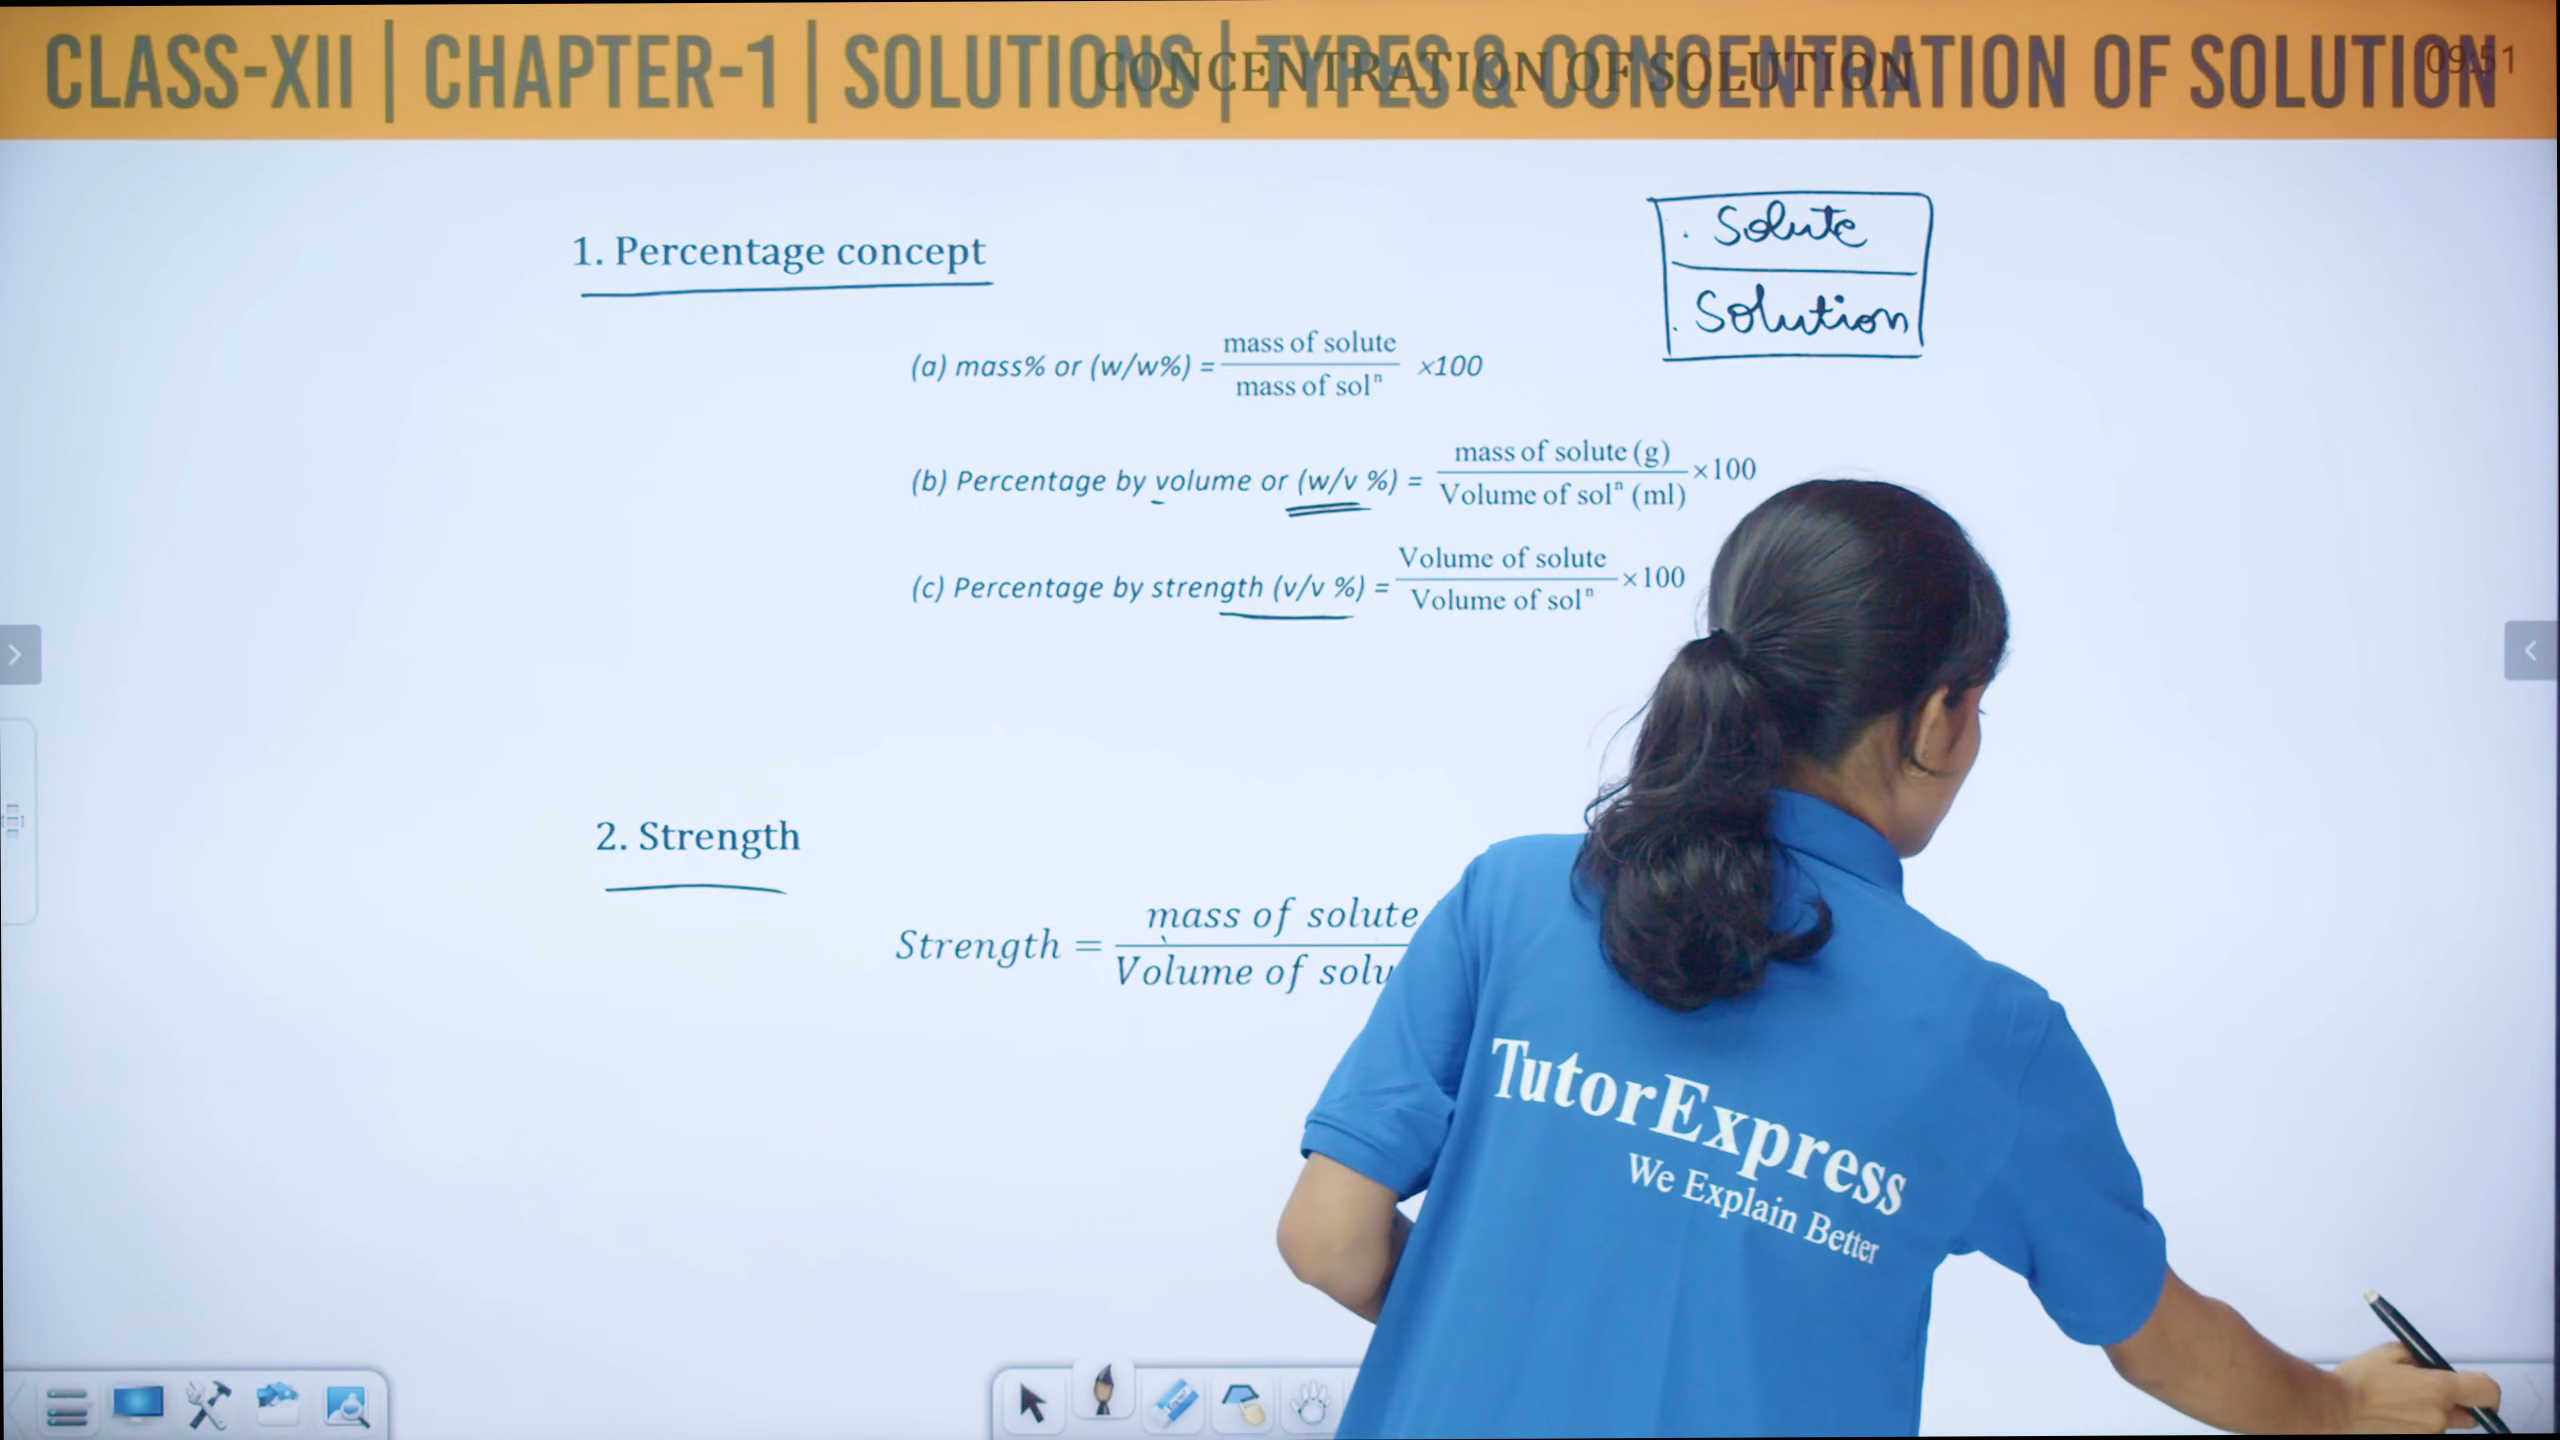 CLASS-XII | CHAPTER-1 | SOLUTIONS | TYPES & CONCENTRATION OF SOLUTION
CONCENTRATION OF SOLUTION
09:51
1. Percentage concept
. Solute
. Solution
(a) mass% or (w/w%) = mass of solute / mass of solⁿ ×100
(b) Percentage by volume or (w/v %) = mass of solute (g) / Volume of solⁿ (ml) ×100
(c) Percentage by strength (v/v %) = Volume of solute / Volume of solⁿ ×100
2. Strength
Strength = mass of solute / Volume of solu
TutorExpress
We Explain Better